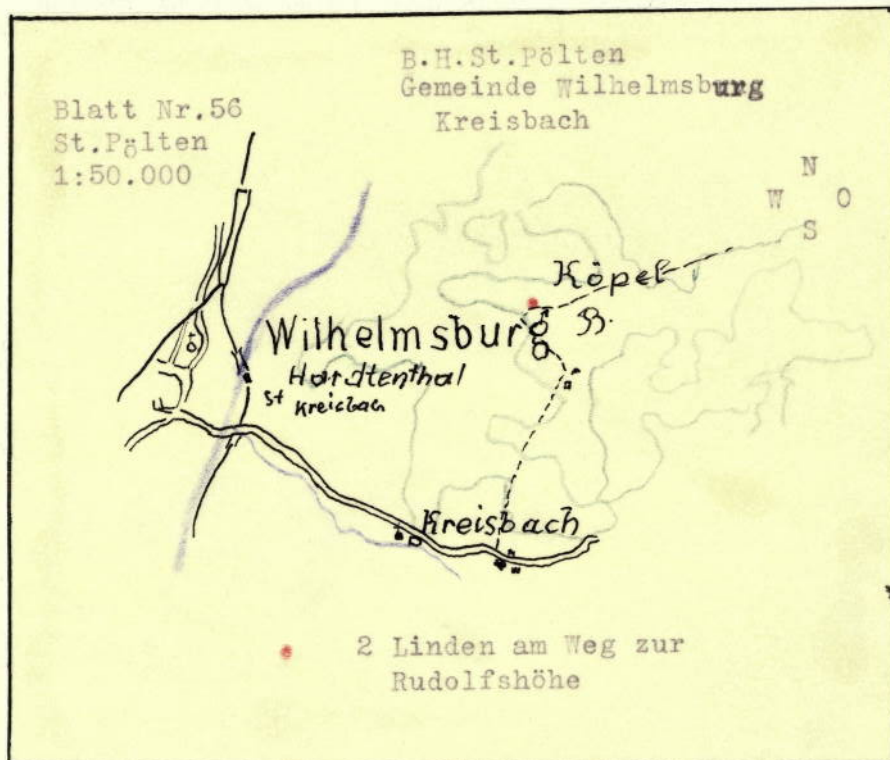 B.H.St.Pölten
Gemeinde Wilhelmsburg
Kreisbach
Blatt Nr.56
St.Pölten
1:50.000
N
W O
S
Köpel
Wilhelmsburg
B.
Hardtenthal
St Kreisbach
Kreisbach
2 Linden am Weg zur
Rudolfshöhe